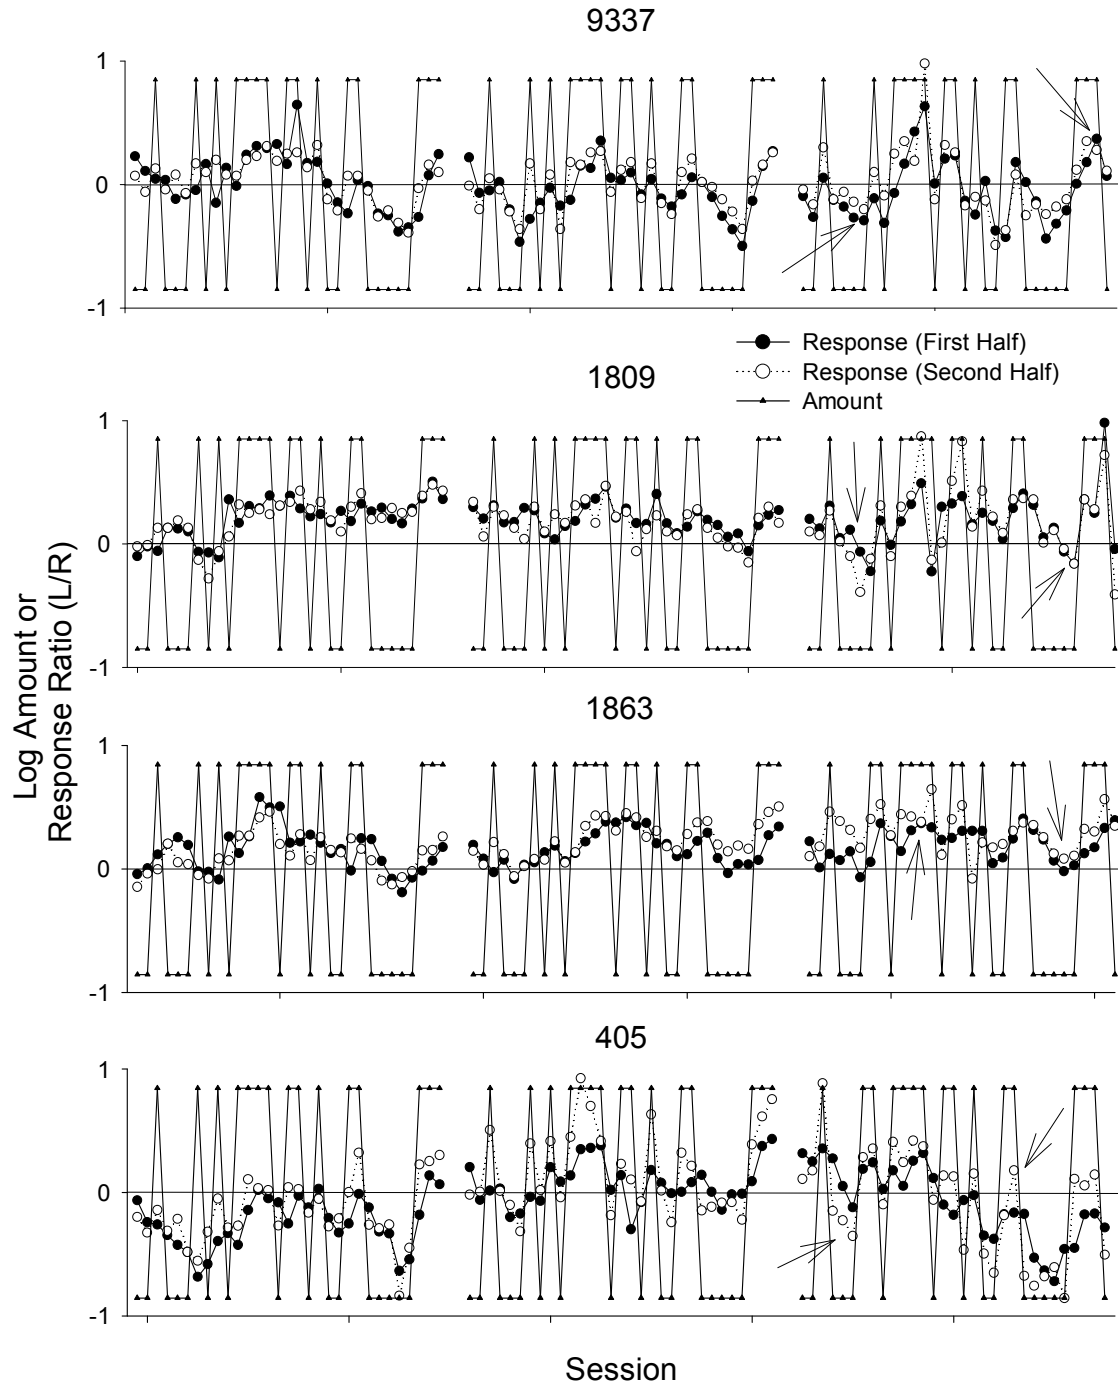 9337
1
0
-1
Response (First Half)
Response (Second Half)
Amount
1809
1
0
-1
Log Amount or
Response Ratio (L/R)
1863
1
0
-1
405
1
0
-1
Session